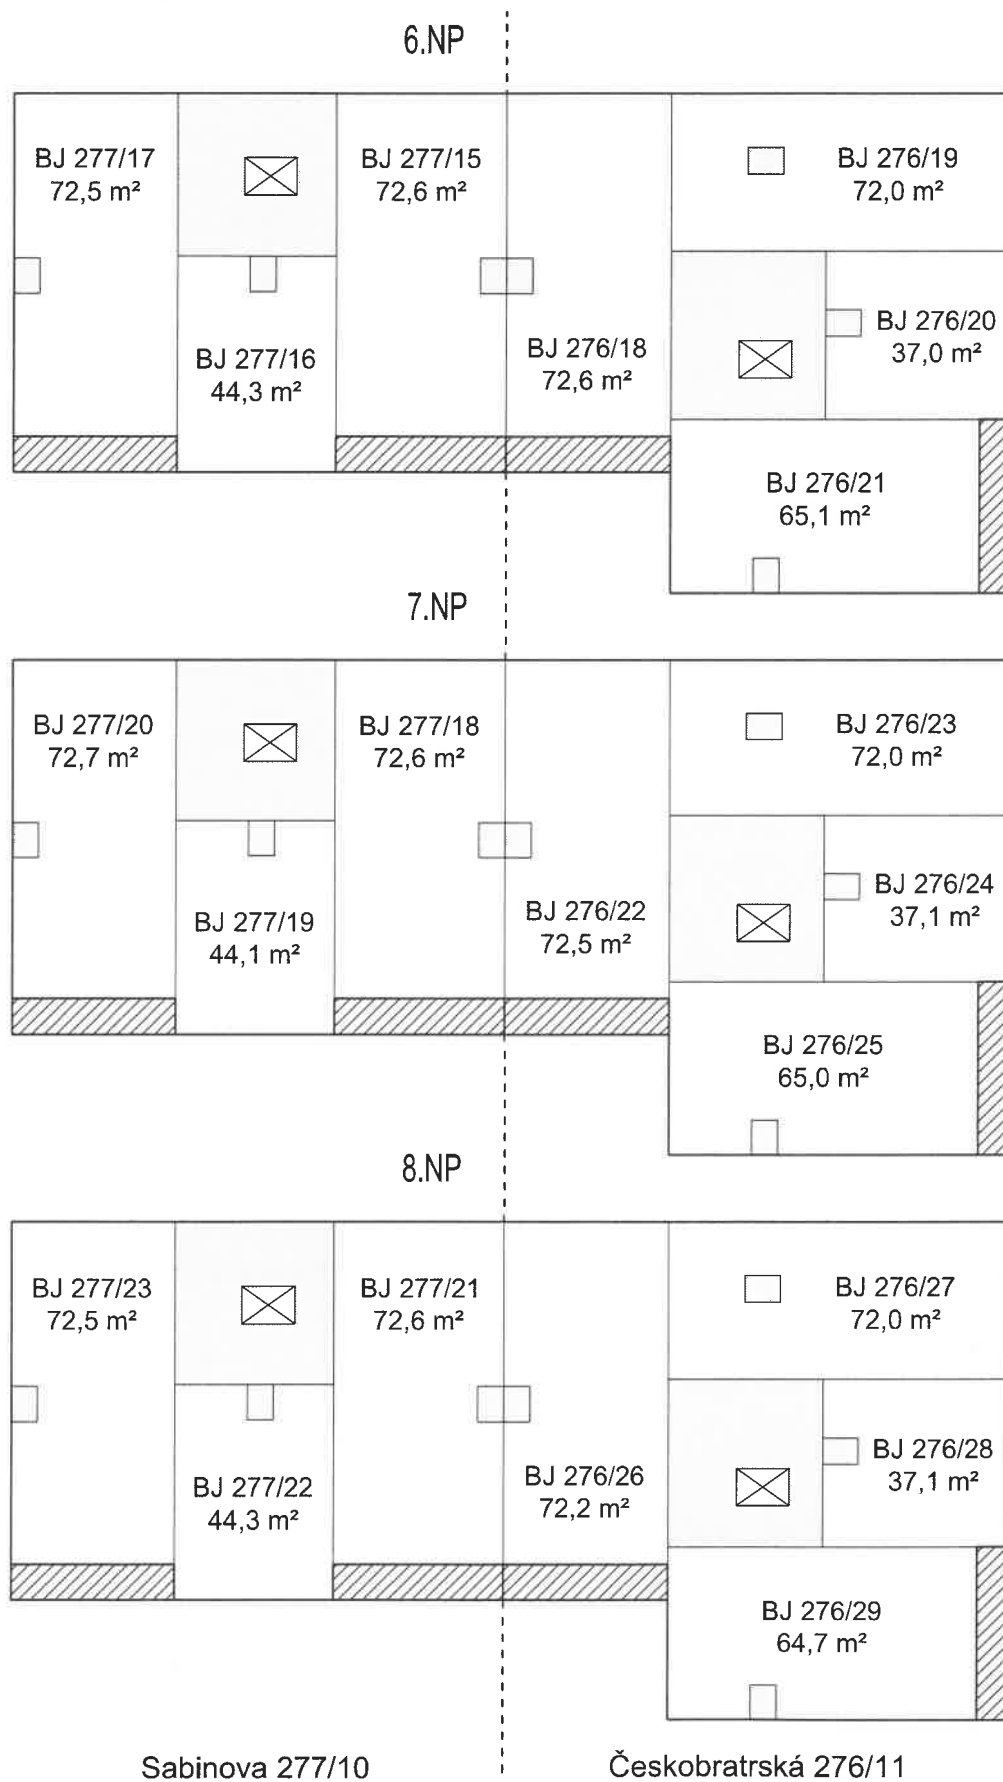 6.NP
BJ 277/17
72,5 m²
BJ 277/15
72,6 m²
BJ 276/19
72,0 m²
BJ 277/16
44,3 m²
BJ 276/18
72,6 m²
BJ 276/20
37,0 m²
BJ 276/21
65,1 m²
7.NP
BJ 277/20
72,7 m²
BJ 277/18
72,6 m²
BJ 276/23
72,0 m²
BJ 277/19
44,1 m²
BJ 276/22
72,5 m²
BJ 276/24
37,1 m²
BJ 276/25
65,0 m²
8.NP
BJ 277/23
72,5 m²
BJ 277/21
72,6 m²
BJ 276/27
72,0 m²
BJ 277/22
44,3 m²
BJ 276/26
72,2 m²
BJ 276/28
37,1 m²
BJ 276/29
64,7 m²
Sabinova 277/10
Českobratrská 276/11